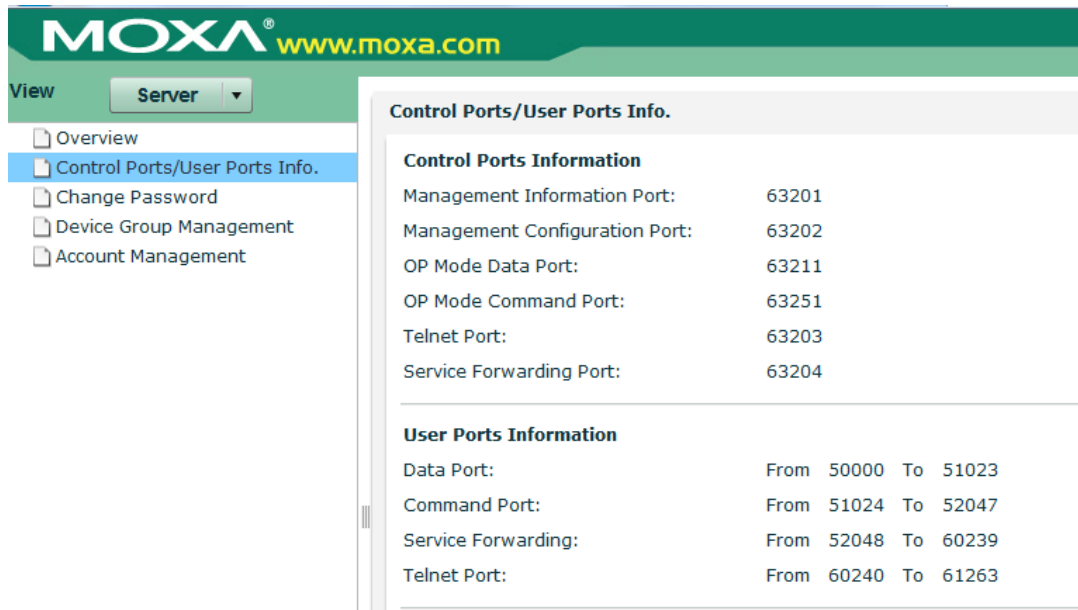 MOXA® www.moxa.com
View
Server
Overview
Control Ports/User Ports Info.
Change Password
Device Group Management
Account Management
Control Ports/User Ports Info.
Control Ports Information
Management Information Port: 63201
Management Configuration Port: 63202
OP Mode Data Port: 63211
OP Mode Command Port: 63251
Telnet Port: 63203
Service Forwarding Port: 63204
User Ports Information
Data Port: From 50000 To 51023
Command Port: From 51024 To 52047
Service Forwarding: From 52048 To 60239
Telnet Port: From 60240 To 61263